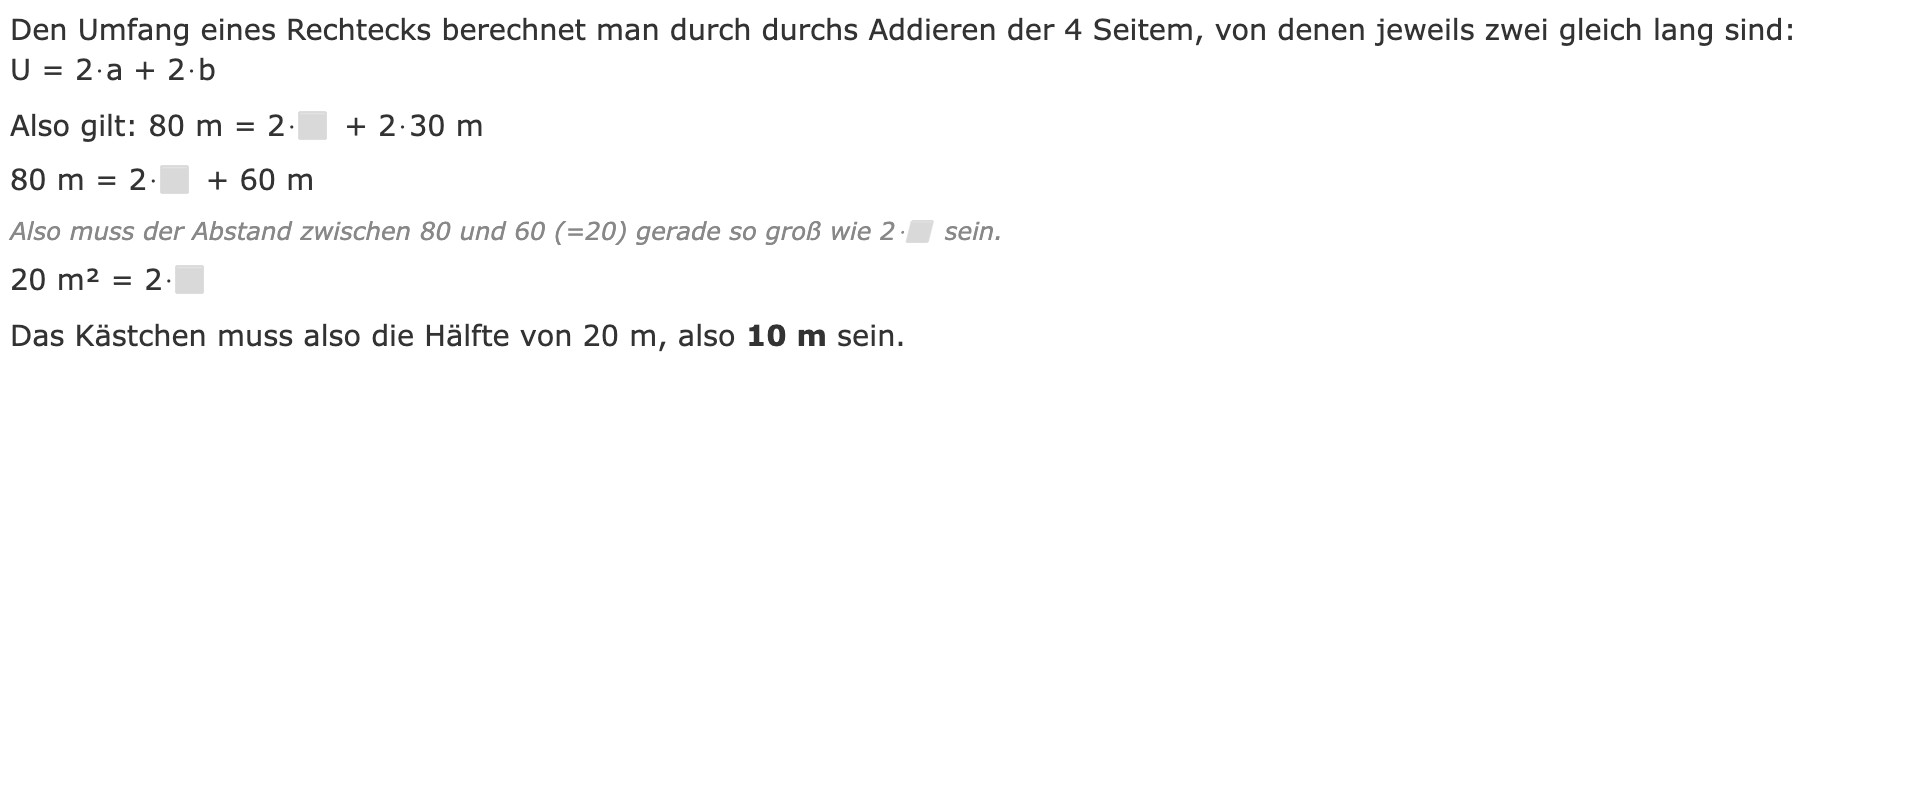 Den Umfang eines Rechtecks berechnet man durch durchs Addieren der 4 Seitem, von denen jeweils zwei gleich lang sind:
U = 2·a + 2·b
Also gilt: 80 m = 2·⬜ + 2·30 m
80 m = 2·⬜ + 60 m
Also muss der Abstand zwischen 80 und 60 (=20) gerade so groß wie 2·⬜ sein.
20 m² = 2·⬜
Das Kästchen muss also die Hälfte von 20 m, also 10 m sein.